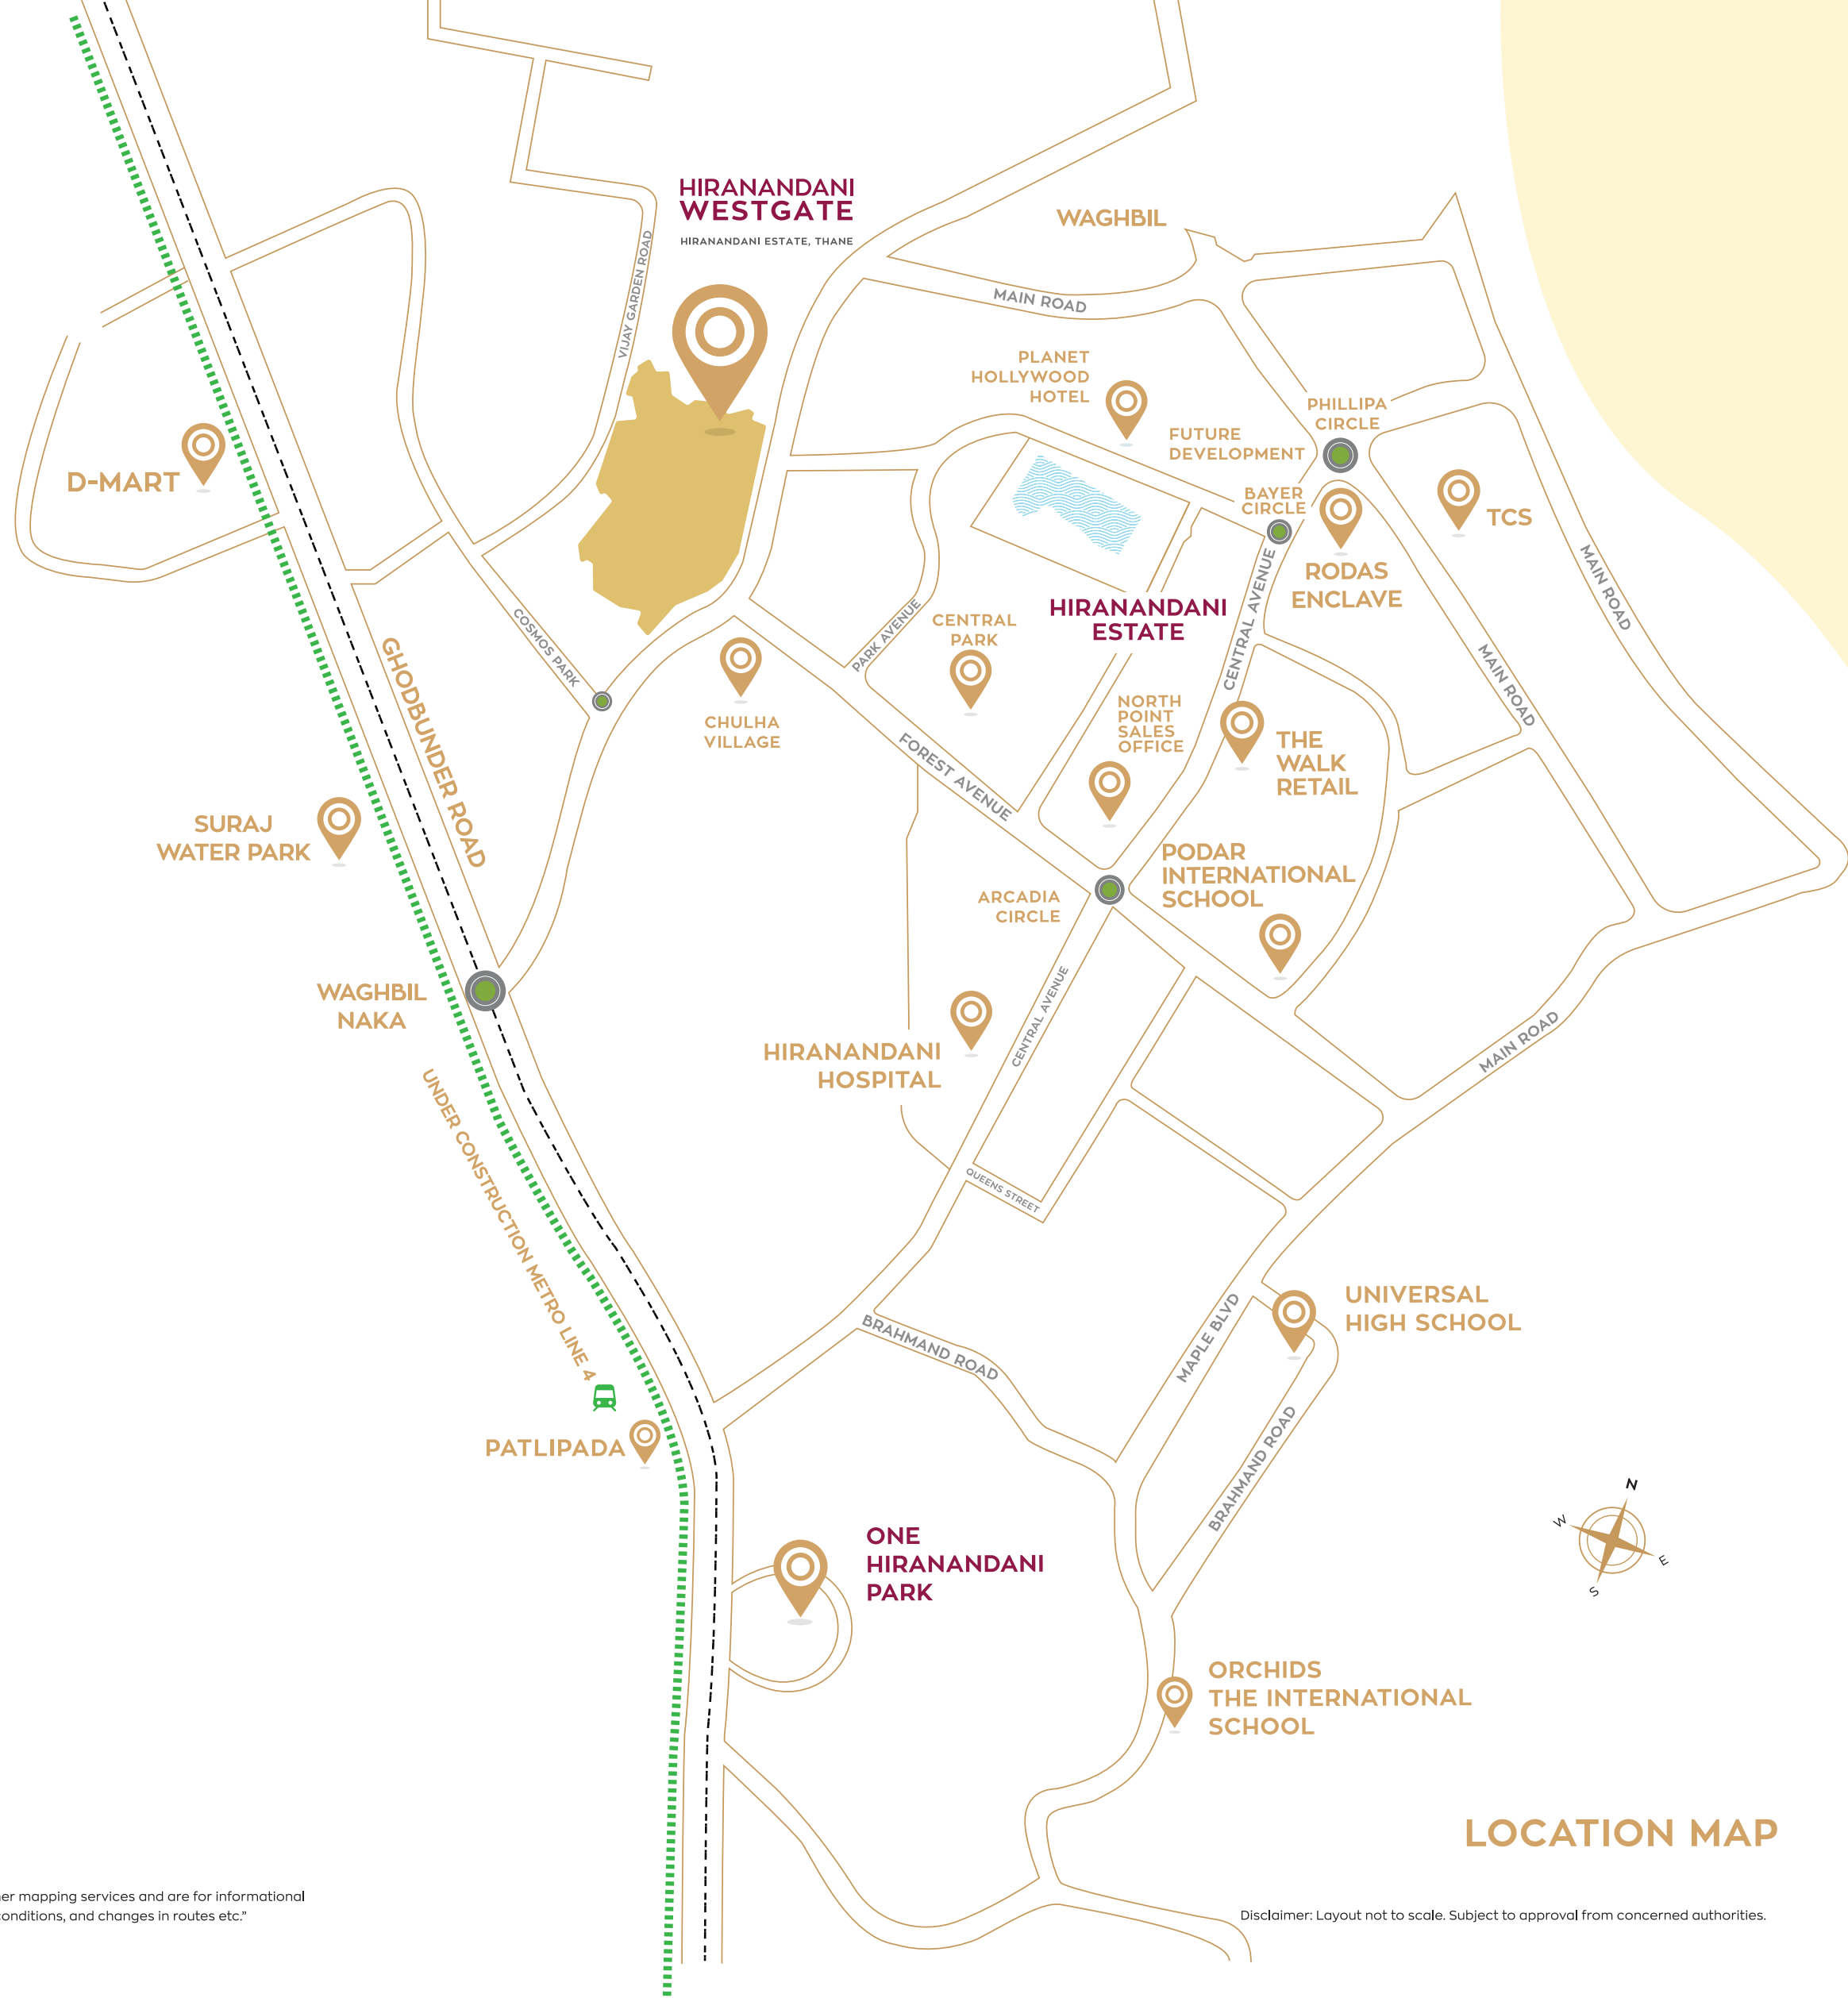 HIRANANDANI
WESTGATE
HIRANANDANI ESTATE, THANE
WAGHBIL
VIJAY GARDEN ROAD
MAIN ROAD
PLANET
HOLLYWOOD
HOTEL
PHILLIPA
CIRCLE
FUTURE
DEVELOPMENT
D-MART
BAYER
CIRCLE
TCS
RODAS
ENCLAVE
MAIN ROAD
COSMOS PARK
PARK AVENUE
CENTRAL
PARK
HIRANANDANI
ESTATE
CENTRAL AVENUE
MAIN ROAD
GHODBUNDER ROAD
CHULHA
VILLAGE
NORTH
POINT
SALES
OFFICE
THE
WALK
RETAIL
FOREST AVENUE
SURAJ
WATER PARK
PODAR
INTERNATIONAL
SCHOOL
ARCADIA
CIRCLE
WAGHBIL
NAKA
CENTRAL AVENUE
HIRANANDANI
HOSPITAL
MAIN ROAD
UNDER CONSTRUCTION METRO LINE 4
QUEENS STREET
UNIVERSAL
HIGH SCHOOL
BRAHMAND ROAD
MAPLE BLVD
PATLIPADA
BRAHMAND ROAD
N
W
E
S
ONE
HIRANANDANI
PARK
ORCHIDS
THE INTERNATIONAL
SCHOOL
LOCATION MAP
er mapping services and are for informational
onditions, and changes in routes etc.”
Disclaimer: Layout not to scale. Subject to approval from concerned authorities.